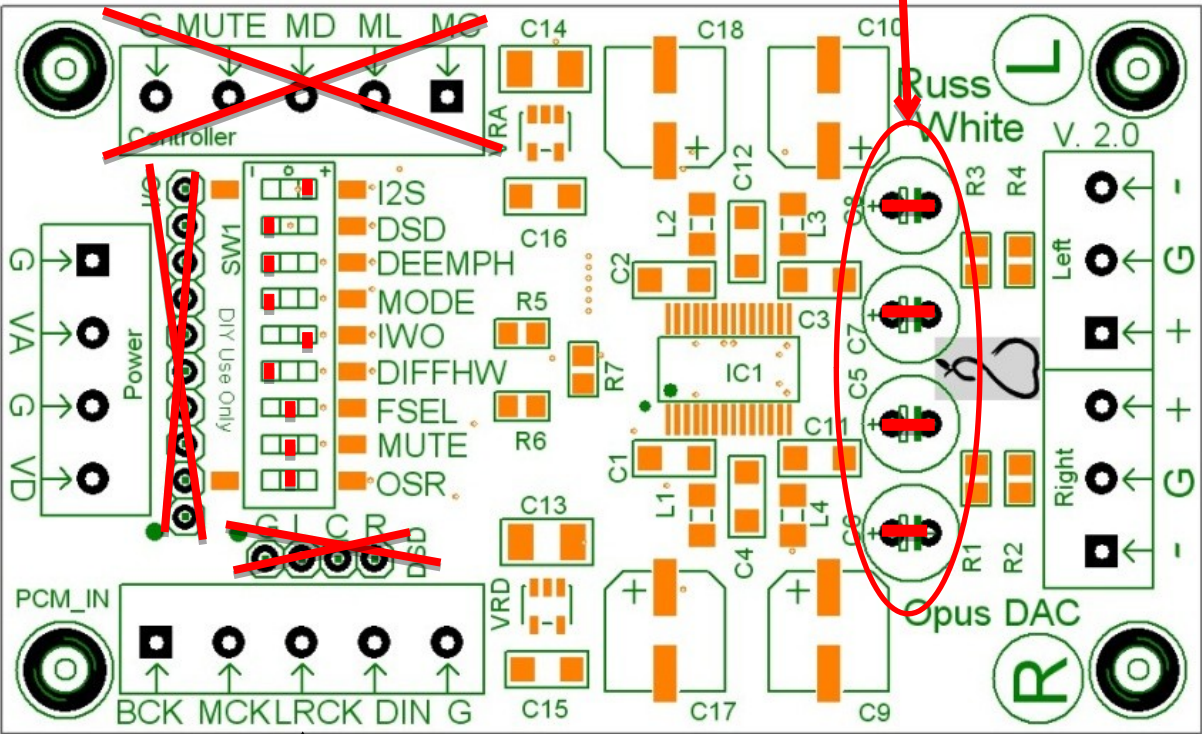 G MUTE MD ML MC
Controller
C14
C18
C10
L
Russ
White
V. 2.0
VRA
C16
C12
L2
L3
C8
R3 R4
- o +
SW1
DIY Use Only
I2S
DSD
DEEMPH
MODE
IWO
DIFFHW
FSEL
MUTE
OSR
G
VA
G
VD
Power
R5
R6
R7
C2
C3
IC1
C7
C5
C11
C1
L1
L4
C4
C6
R1 R2
Left
Right
-
G
+
+
G
-
G L C R
DSD
C13
VRD
C15
C17
C9
Opus DAC
R
PCM_IN
BCK MCK LRCK DIN G